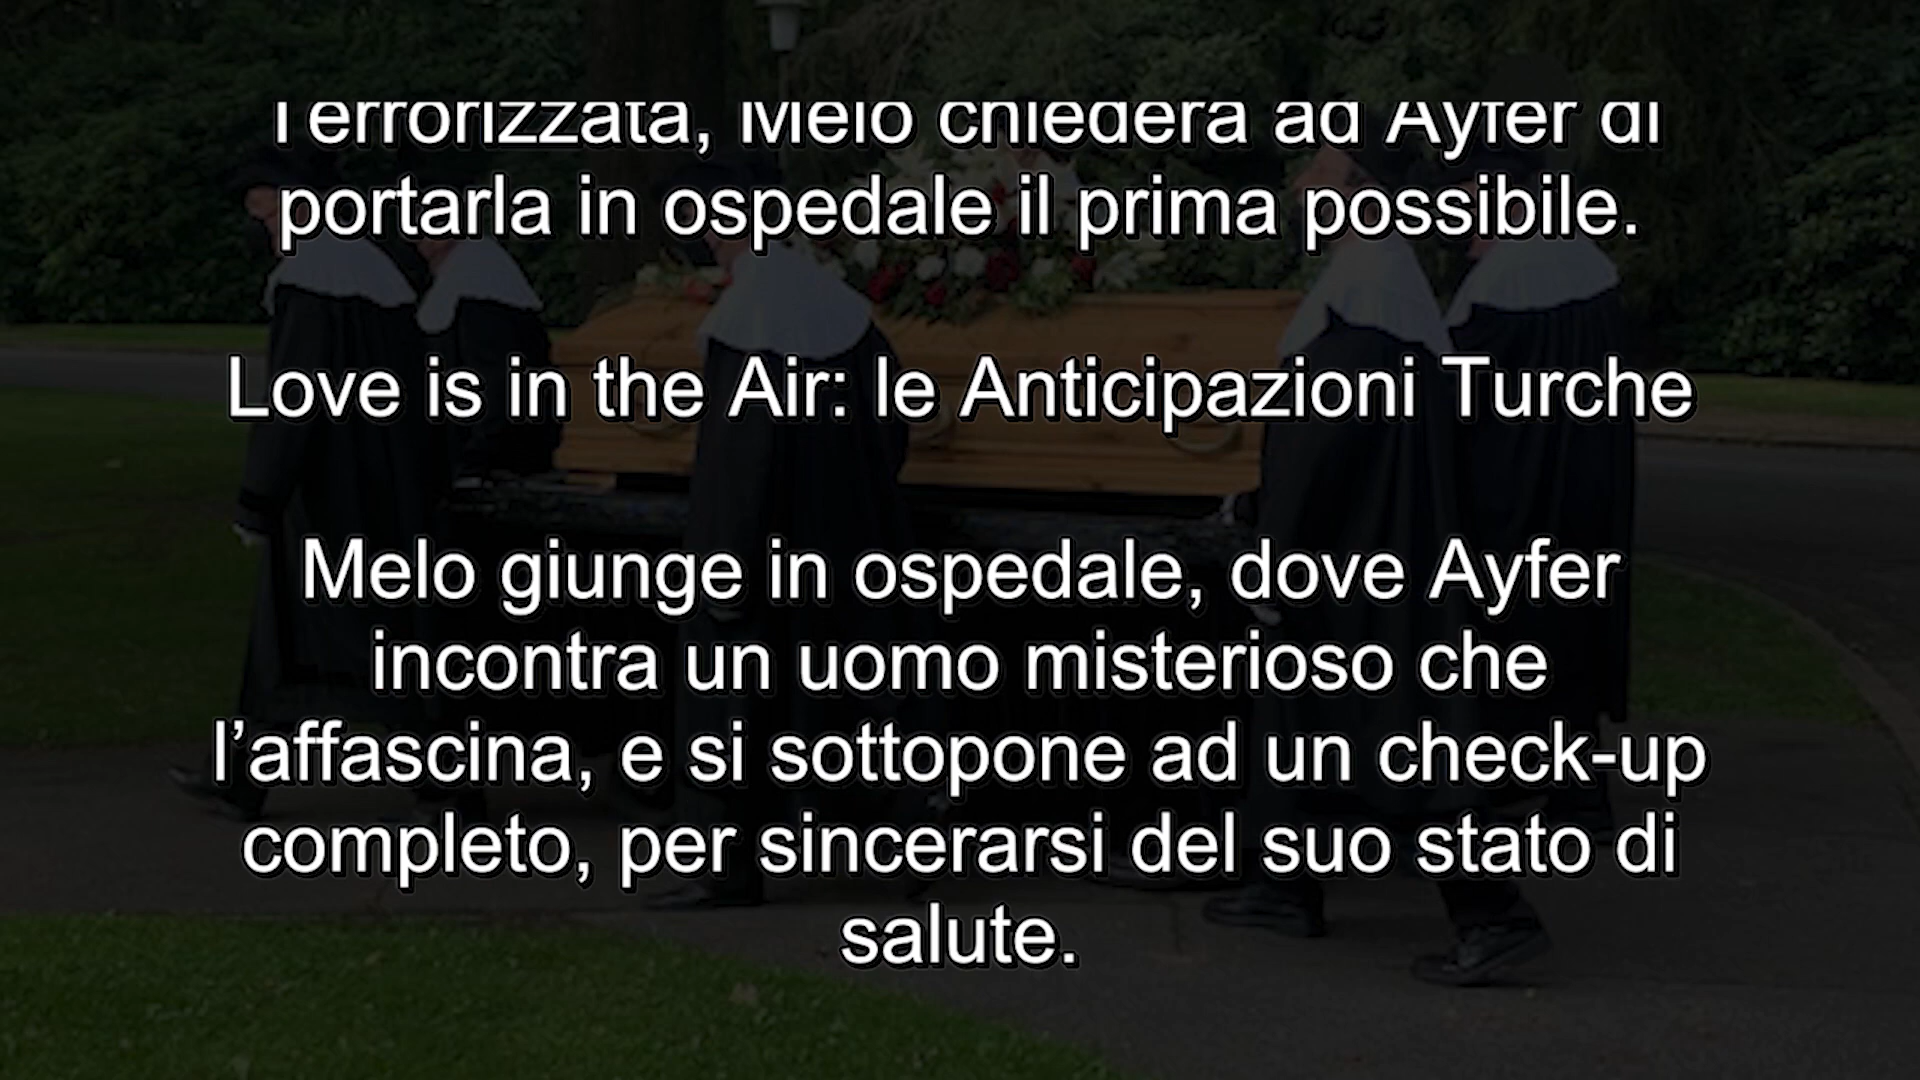 Terrorizzata, Melo chiederà ad Ayfer di
portarla in ospedale il prima possibile.
Love is in the Air: le Anticipazioni Turche
Melo giunge in ospedale, dove Ayfer
incontra un uomo misterioso che
l’affascina, e si sottopone ad un check-up
completo, per sincerarsi del suo stato di
salute.